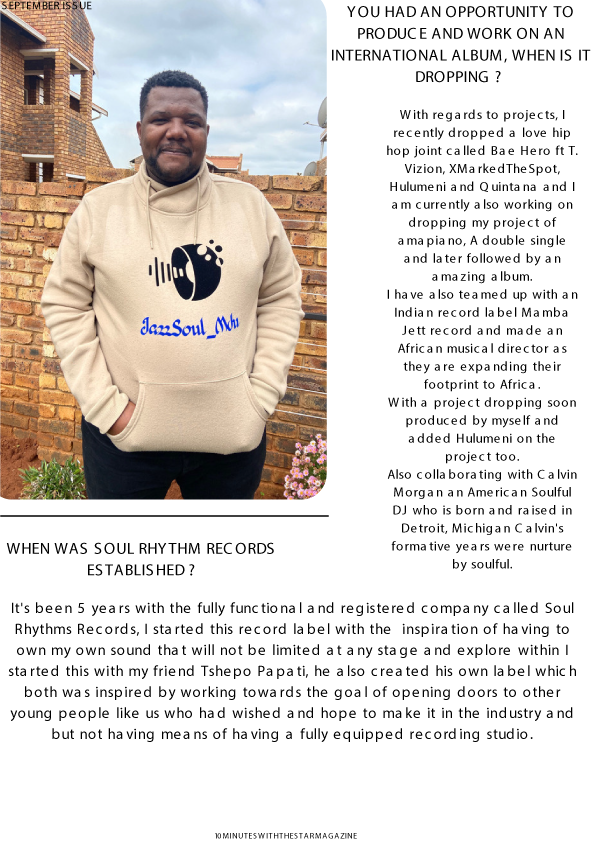 SEPTEMBER ISSUE
YOU HAD AN OPPORTUNITY TO
PRODUCE AND WORK ON AN
INTERNATIONAL ALBUM, WHEN IS IT
DROPPING ?
With regards to projects, I
recently dropped a love hip
hop joint called Bae Hero ft T.
Vizion, XMarkedTheSpot,
Hulumeni and Quintana and I
am currently also working on
dropping my project of
amapiano, A double single
and later followed by an
amazing album.
I have also teamed up with an
Indian record label Mamba
Jett record and made an
African musical director as
they are expanding their
footprint to Africa.
With a project dropping soon
produced by myself and
added Hulumeni on the
project too.
Also collaborating with Calvin
Morgan an American Soulful
DJ who is born and raised in
Detroit, Michigan Calvin's
formative years were nurture
by soulful.
JazzSoul_Mchi
WHEN WAS SOUL RHYTHM RECORDS
ESTABLISHED ?
It's been 5 years with the fully functional and registered company called Soul
Rhythms Records, I started this record label with the inspiration of having to
own my own sound that will not be limited at any stage and explore within I
started this with my friend Tshepo Papati, he also created his own label which
both was inspired by working towards the goal of opening doors to other
young people like us who had wished and hope to make it in the industry and
but not having means of having a fully equipped recording studio.
10MINUTESWITHTHESTARMAGAZINE